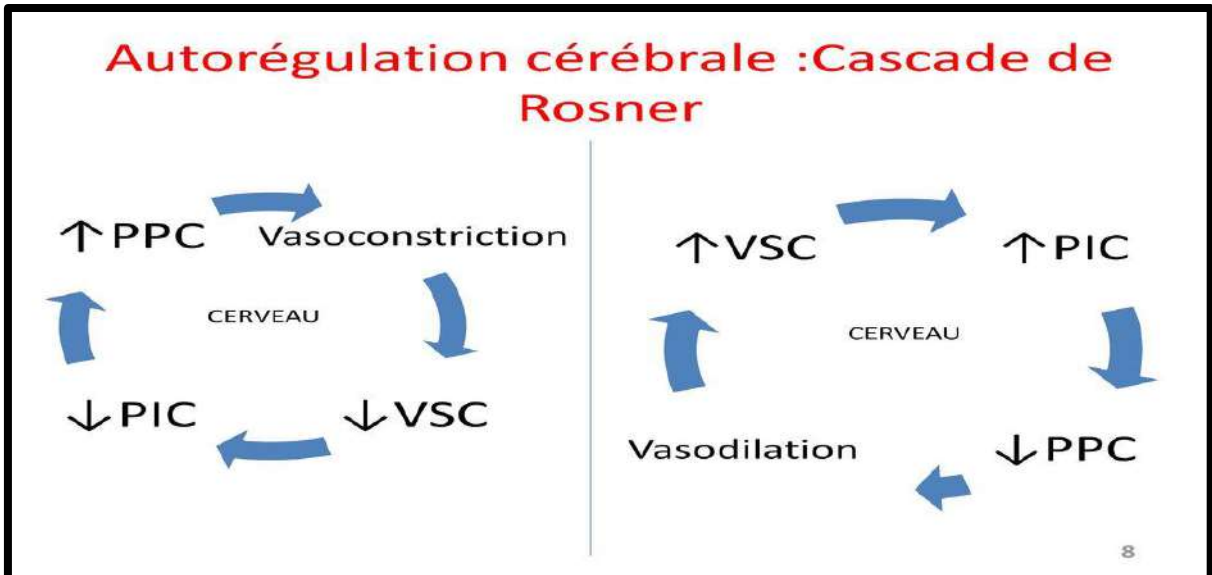 Autorégulation cérébrale :Cascade de
Rosner
↑PPC
Vasoconstriction
CERVEAU
↓PIC
↓VSC
↑VSC
↑PIC
CERVEAU
Vasodilation
↓PPC
8